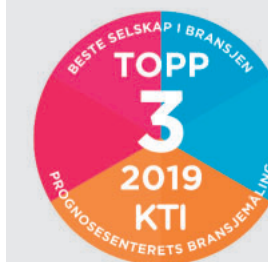 BESTE SELSKAP I BRANSJEN
TOPP
3
2019
KTI
PROGNOSESENTERETS BRANSJEMÅLING